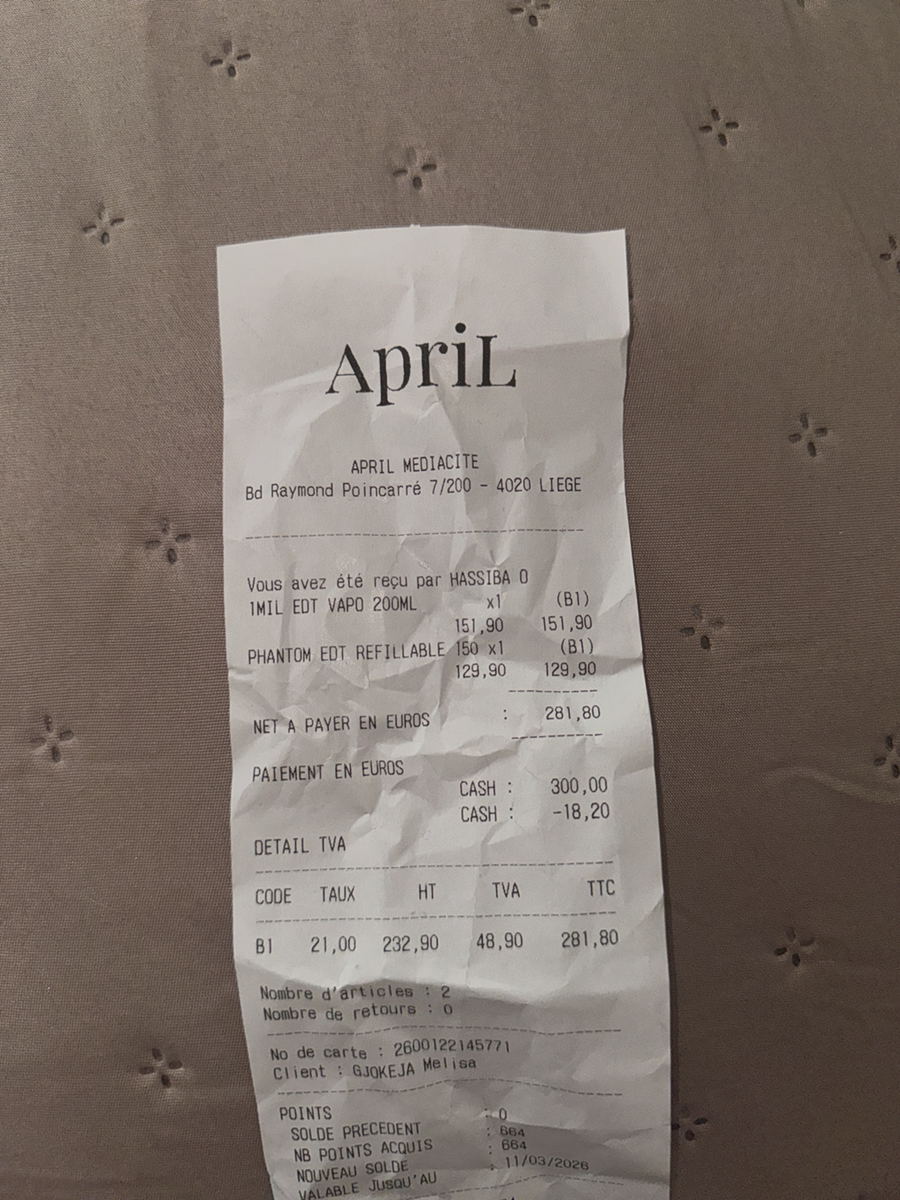 ApriL
APRIL MEDIACITE
Bd Raymond Poincarré 7/200 - 4020 LIEGE
Vous avez été reçu par HASSIBA O
1MIL EDT VAPO 200ML x1 (B1)
151,90 151,90
PHANTOM EDT REFILLABLE 150 x1 (B1)
129,90 129,90
NET A PAYER EN EUROS : 281,80
PAIEMENT EN EUROS
CASH : 300,00
CASH : -18,20
DETAIL TVA
CODE TAUX HT TVA TTC
B1 21,00 232,90 48,90 281,80
Nombre d'articles : 2
Nombre de retours : 0
No de carte : 2600122145771
Client : GJOKEJA Melisa
POINTS
SOLDE PRECEDENT : 0
NB POINTS ACQUIS : 664
NOUVEAU SOLDE : 664
VALABLE JUSQU'AU : 11/03/2026